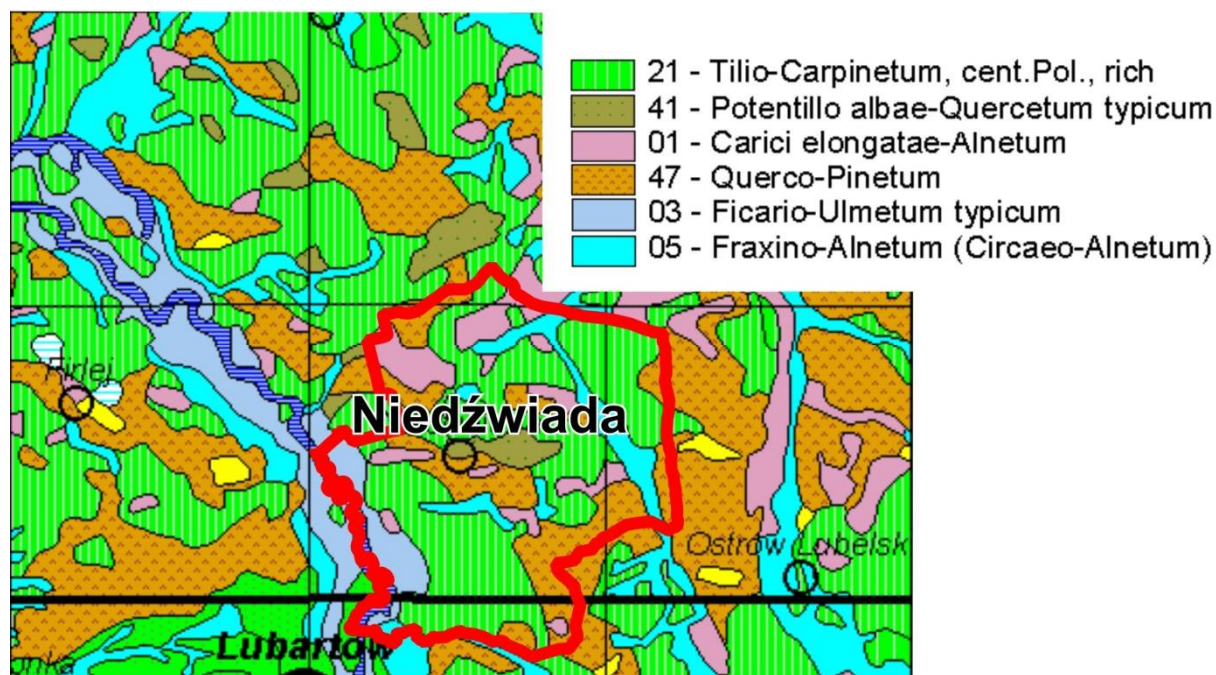 21 - Tilio-Carpinetum, cent.Pol., rich
41 - Potentillo albae-Quercetum typicum
01 - Carici elongatae-Alnetum
47 - Querco-Pinetum
03 - Ficario-Ulmetum typicum
05 - Fraxino-Alnetum (Circaeo-Alnetum)
Firlej
Niedźwiada
Ostrów Lubelsk
Lubartów